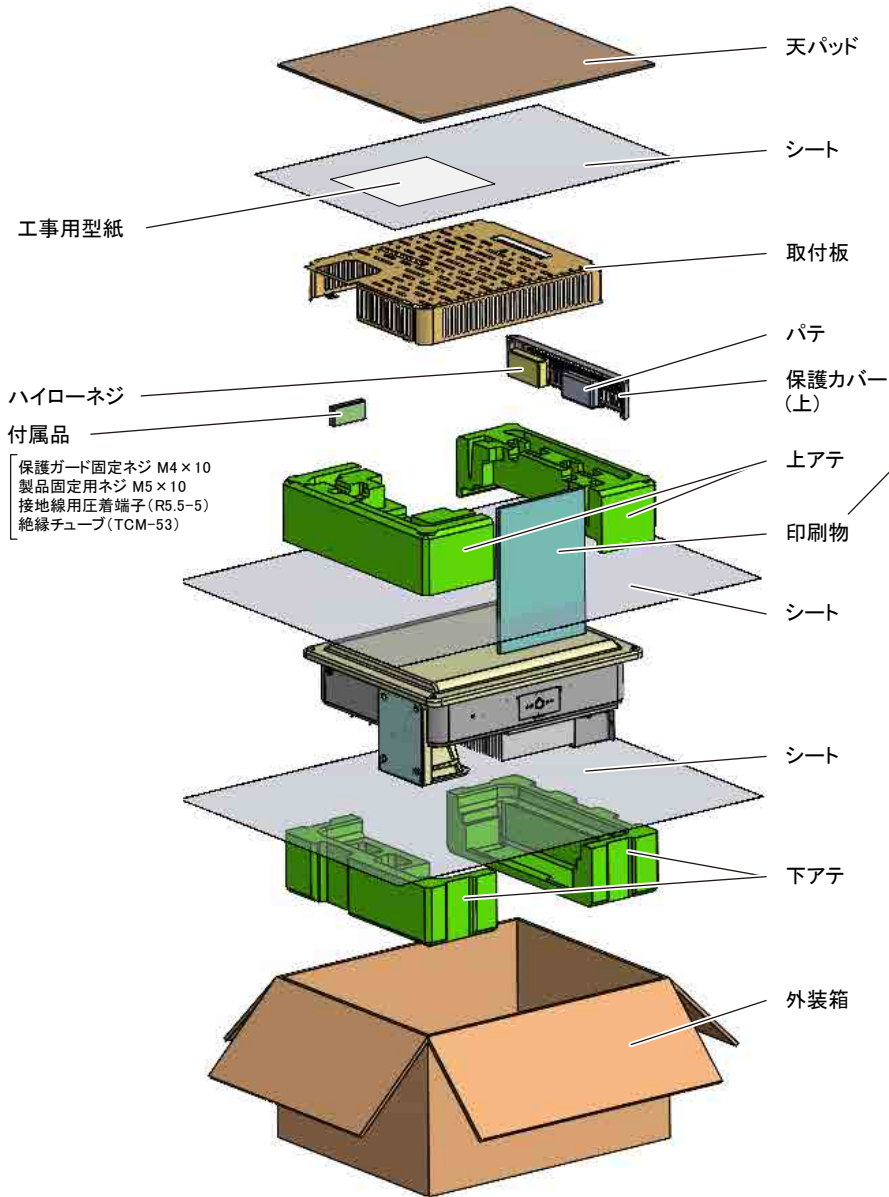 天パッド
シート
工事用型紙
取付板
パテ
ハイローネジ
保護カバー
(上)
付属品
保護ガード固定ネジ M4×10
製品固定用ネジ M5×10
接地線用圧着端子(R5.5-5)
絶縁チューブ(TCM-53)
上アテ
印刷物
シート
シート
下アテ
外装箱